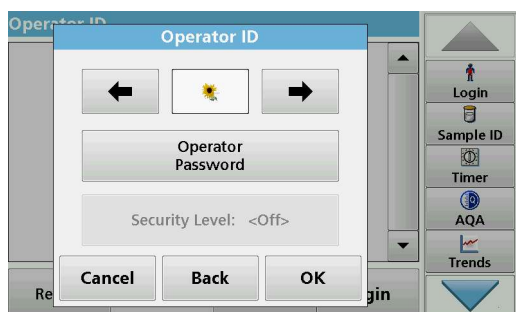 Operator ID
Operator ID
Login
Sample ID
Timer
Operator
Password
AQA
Security Level: <Off>
Trends
Cancel
Back
OK
Re
gin